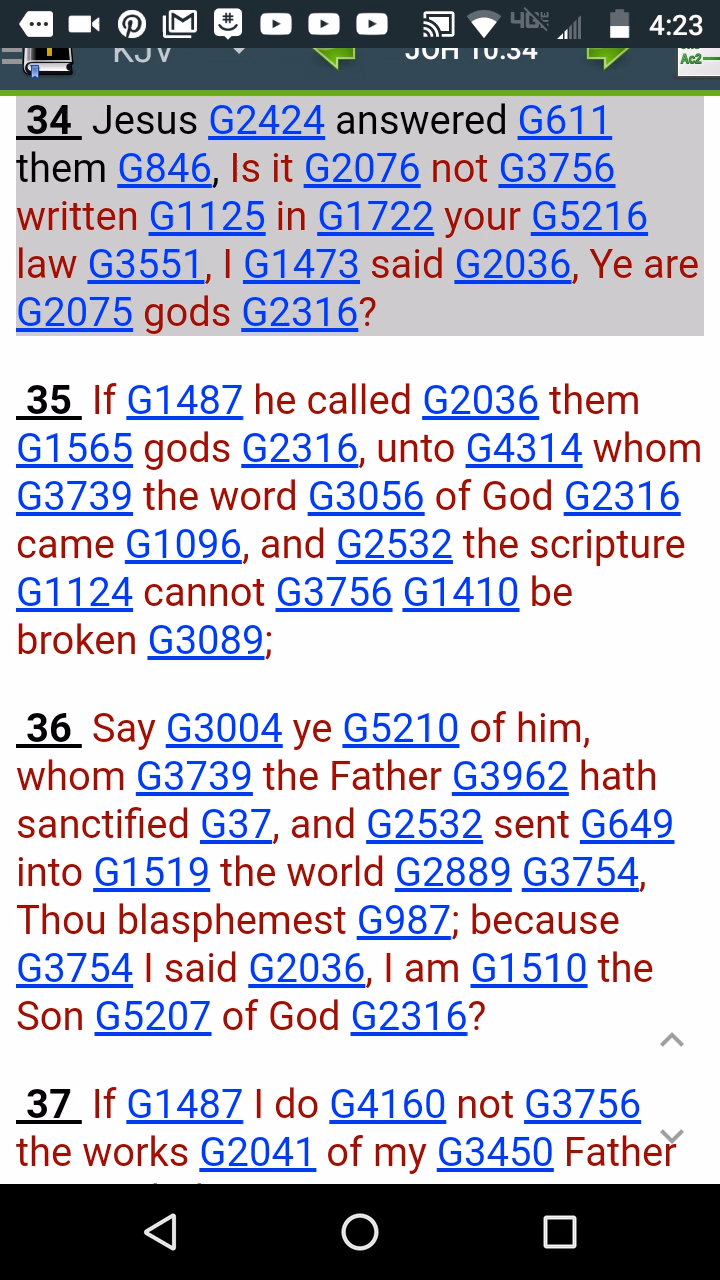 4:23
KJV JOH 10:34 Ac2
34 Jesus G2424 answered G611
them G846, Is it G2076 not G3756
written G1125 in G1722 your G5216
law G3551, I G1473 said G2036, Ye are
G2075 gods G2316?
35 If G1487 he called G2036 them
G1565 gods G2316, unto G4314 whom
G3739 the word G3056 of God G2316
came G1096, and G2532 the scripture
G1124 cannot G3756 G1410 be
broken G3089;
36 Say G3004 ye G5210 of him,
whom G3739 the Father G3962 hath
sanctified G37, and G2532 sent G649
into G1519 the world G2889 G3754,
Thou blasphemest G987; because
G3754 I said G2036, I am G1510 the
Son G5207 of God G2316?
37 If G1487 I do G4160 not G3756
the works G2041 of my G3450 Father